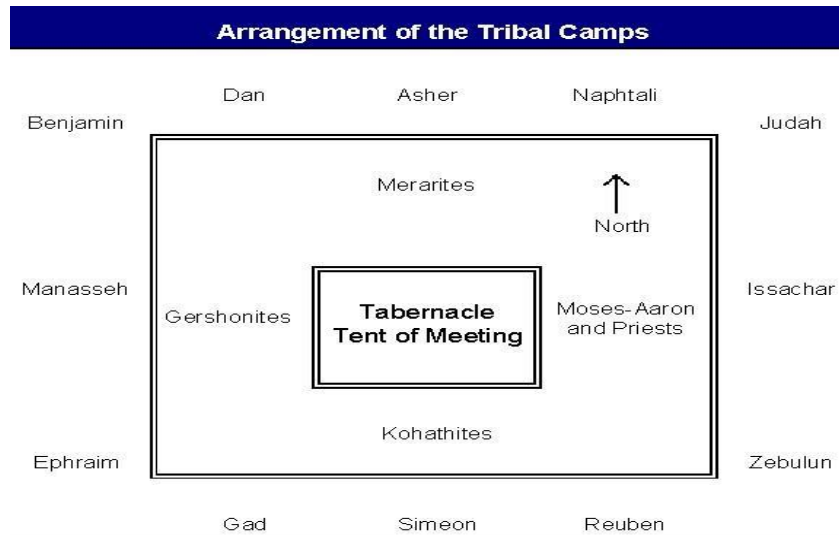 Arrangement of the Tribal Camps
Dan Asher Naphtali
Benjamin Judah
Merarites
North
Manasseh Issachar
Gershonites
Tabernacle
Tent of Meeting
Moses-Aaron
and Priests
Kohathites
Ephraim Zebulun
Gad Simeon Reuben